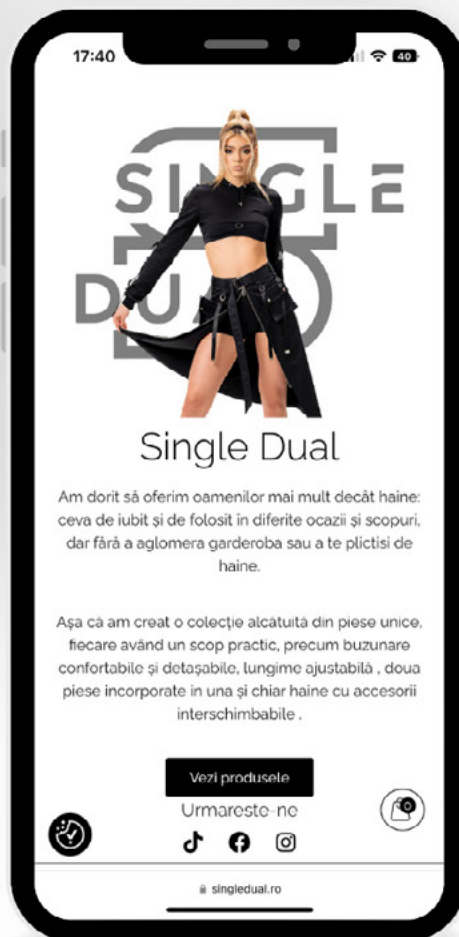 17:40
40
SINGLE
DUAL
Single Dual
Am dorit să oferim oamenilor mai mult decât haine:
ceva de iubit și de folosit în diferite ocazii și scopuri,
dar fără a aglomera garderoba sau a te plictisi de
haine.
Așa că am creat o colecție alcătuită din piese unice,
fiecare având un scop practic, precum buzunare
confortabile și detașabile, lungime ajustabilă , doua
piese incorporate in una și chiar haine cu accesorii
interschimbabile .
Vezi produsele
Urmareste-ne
0
singledual.ro